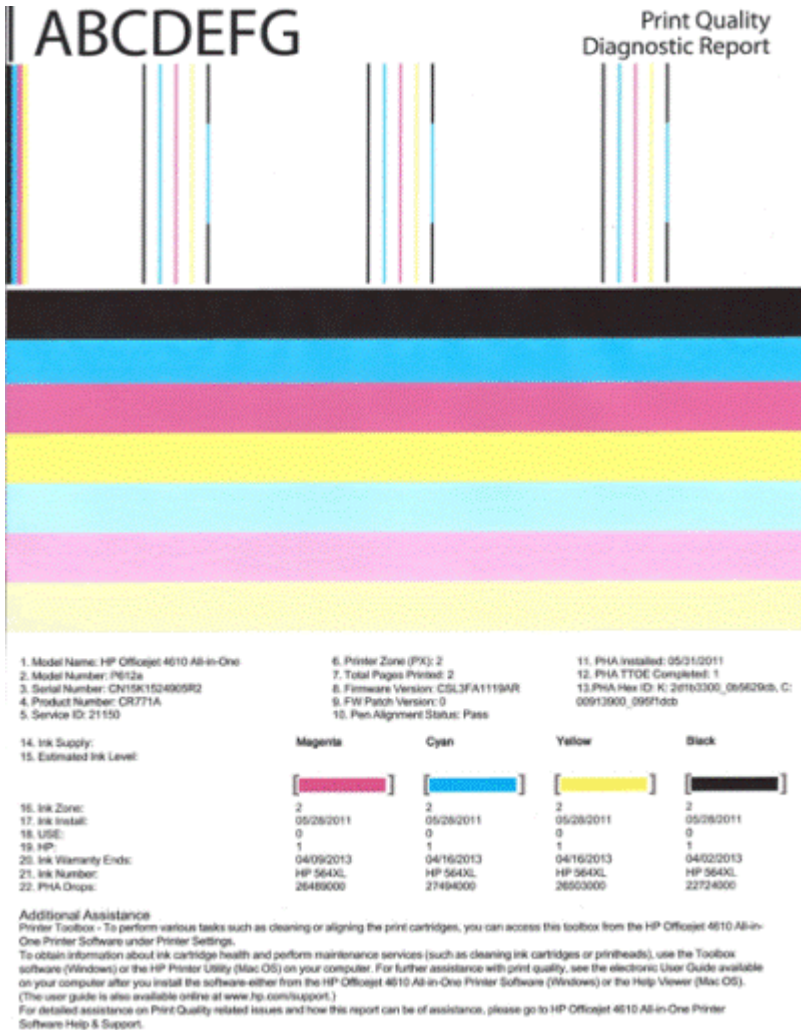 ABCDEFG
Print Quality
Diagnostic Report
1. Model Name: HP Officejet 4610 All-in-One
2. Model Number: P612a
3. Serial Number: CN15K1524905R2
4. Product Number: CR771A
5. Service ID: 21150
6. Printer Zone (PX): 2
7. Total Pages Printed: 2
8. Firmware Version: CSL3FA1119AR
9. FW Patch Version: 0
10. Pen Alignment Status: Pass
11. PHA Installed: 05/31/2011
12. PHA TTOE Completed: 1
13.PHA Hex ID: K: 2d1b3300_0b5629cb, C:
00913900_095f1dcb
14. Ink Supply: Magenta Cyan Yellow Black
15. Estimated Ink Level:
16. Ink Zone: 2 2 2 2
17. Ink Install: 05/28/2011 05/28/2011 05/28/2011 05/28/2011
18. USE: 0 0 0 0
19. HP: 1 1 1 1
20. Ink Warranty Ends: 04/09/2013 04/16/2013 04/16/2013 04/02/2013
21. Ink Number: HP 564XL HP 564XL HP 564XL HP 564XL
22. PHA Drops: 26489000 27494000 26503000 22724000
Additional Assistance
Printer Toolbox - To perform various tasks such as cleaning or aligning the print cartridges, you can access this toolbox from the HP Officejet 4610 All-in-
One Printer Software under Printer Settings.
To obtain information about ink cartridge health and perform maintenance services (such as cleaning ink cartridges or printheads), use the Toolbox
software (Windows) or the HP Printer Utility (Mac OS) on your computer. For further assistance with print quality, see the electronic User Guide available
on your computer after you install the software-either from the HP Officejet 4610 All-in-One Printer Software (Windows) or the Help Viewer (Mac OS).
(The user guide is also available online at www.hp.com/support.)
For detailed assistance on Print Quality related issues and how this report can be of assistance, please go to HP Officejet 4610 All-in-One Printer
Software Help & Support.